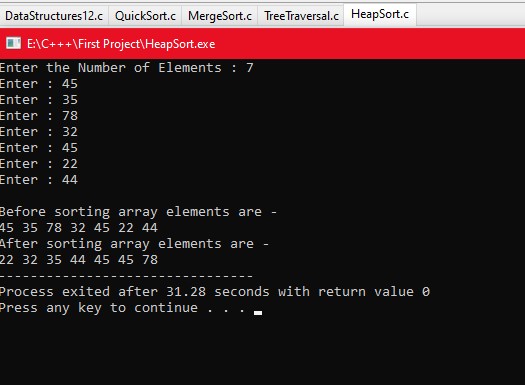 DataStructures12.c QuickSort.c MergeSort.c TreeTraversal.c HeapSort.c
E:\C+++\First Project\HeapSort.exe
Enter the Number of Elements : 7
Enter : 45
Enter : 35
Enter : 78
Enter : 32
Enter : 45
Enter : 22
Enter : 44
Before sorting array elements are -
45 35 78 32 45 22 44
After sorting array elements are -
22 32 35 44 45 45 78
--------------------------------
Process exited after 31.28 seconds with return value 0
Press any key to continue . . .